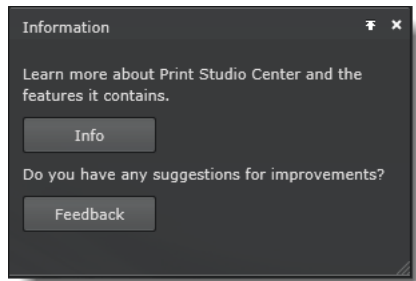 Information
Learn more about Print Studio Center and the
features it contains.
Info
Do you have any suggestions for improvements?
Feedback